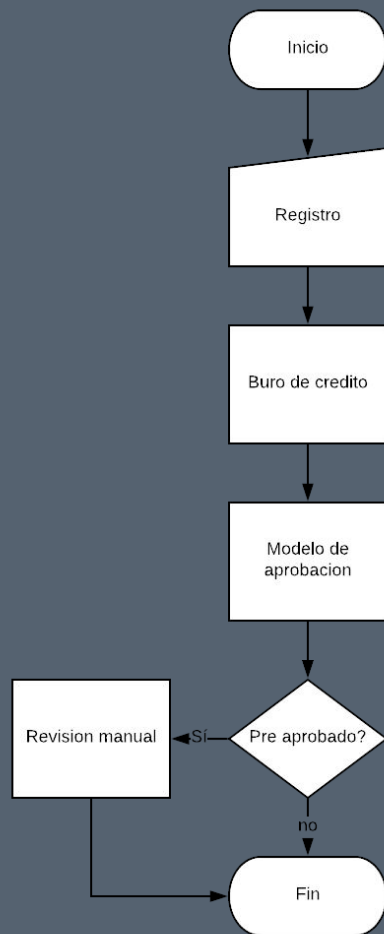 Inicio
Registro
Buro de credito
Modelo de
aprobacion
Revision manual
Sí
Pre aprobado?
no
Fin